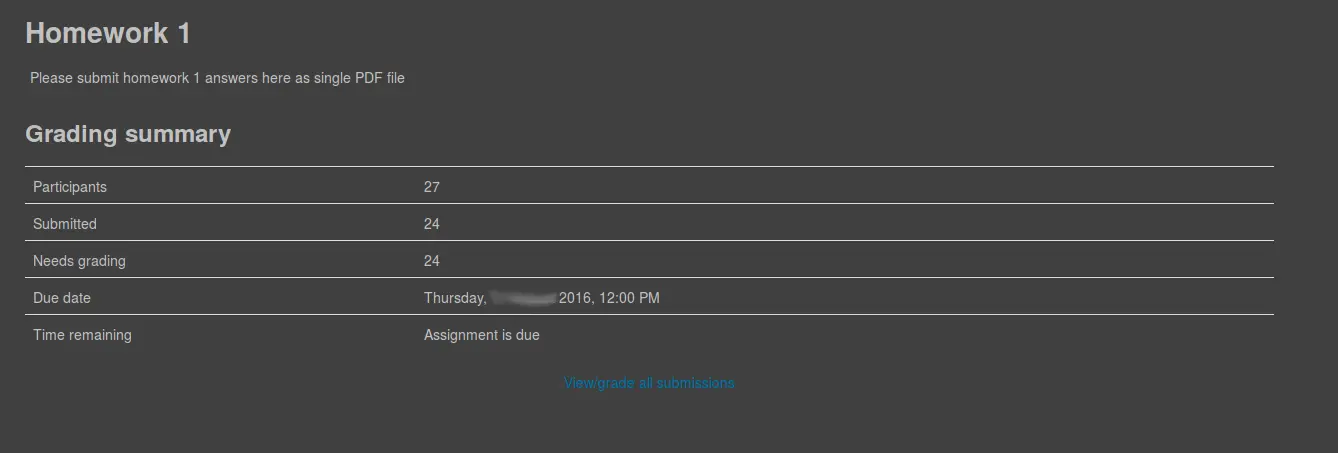 Homework 1
Please submit homework 1 answers here as single PDF file
Grading summary
Participants 27
Submitted 24
Needs grading 24
Due date Thursday, 2016, 12:00 PM
Time remaining Assignment is due
View/grade all submissions